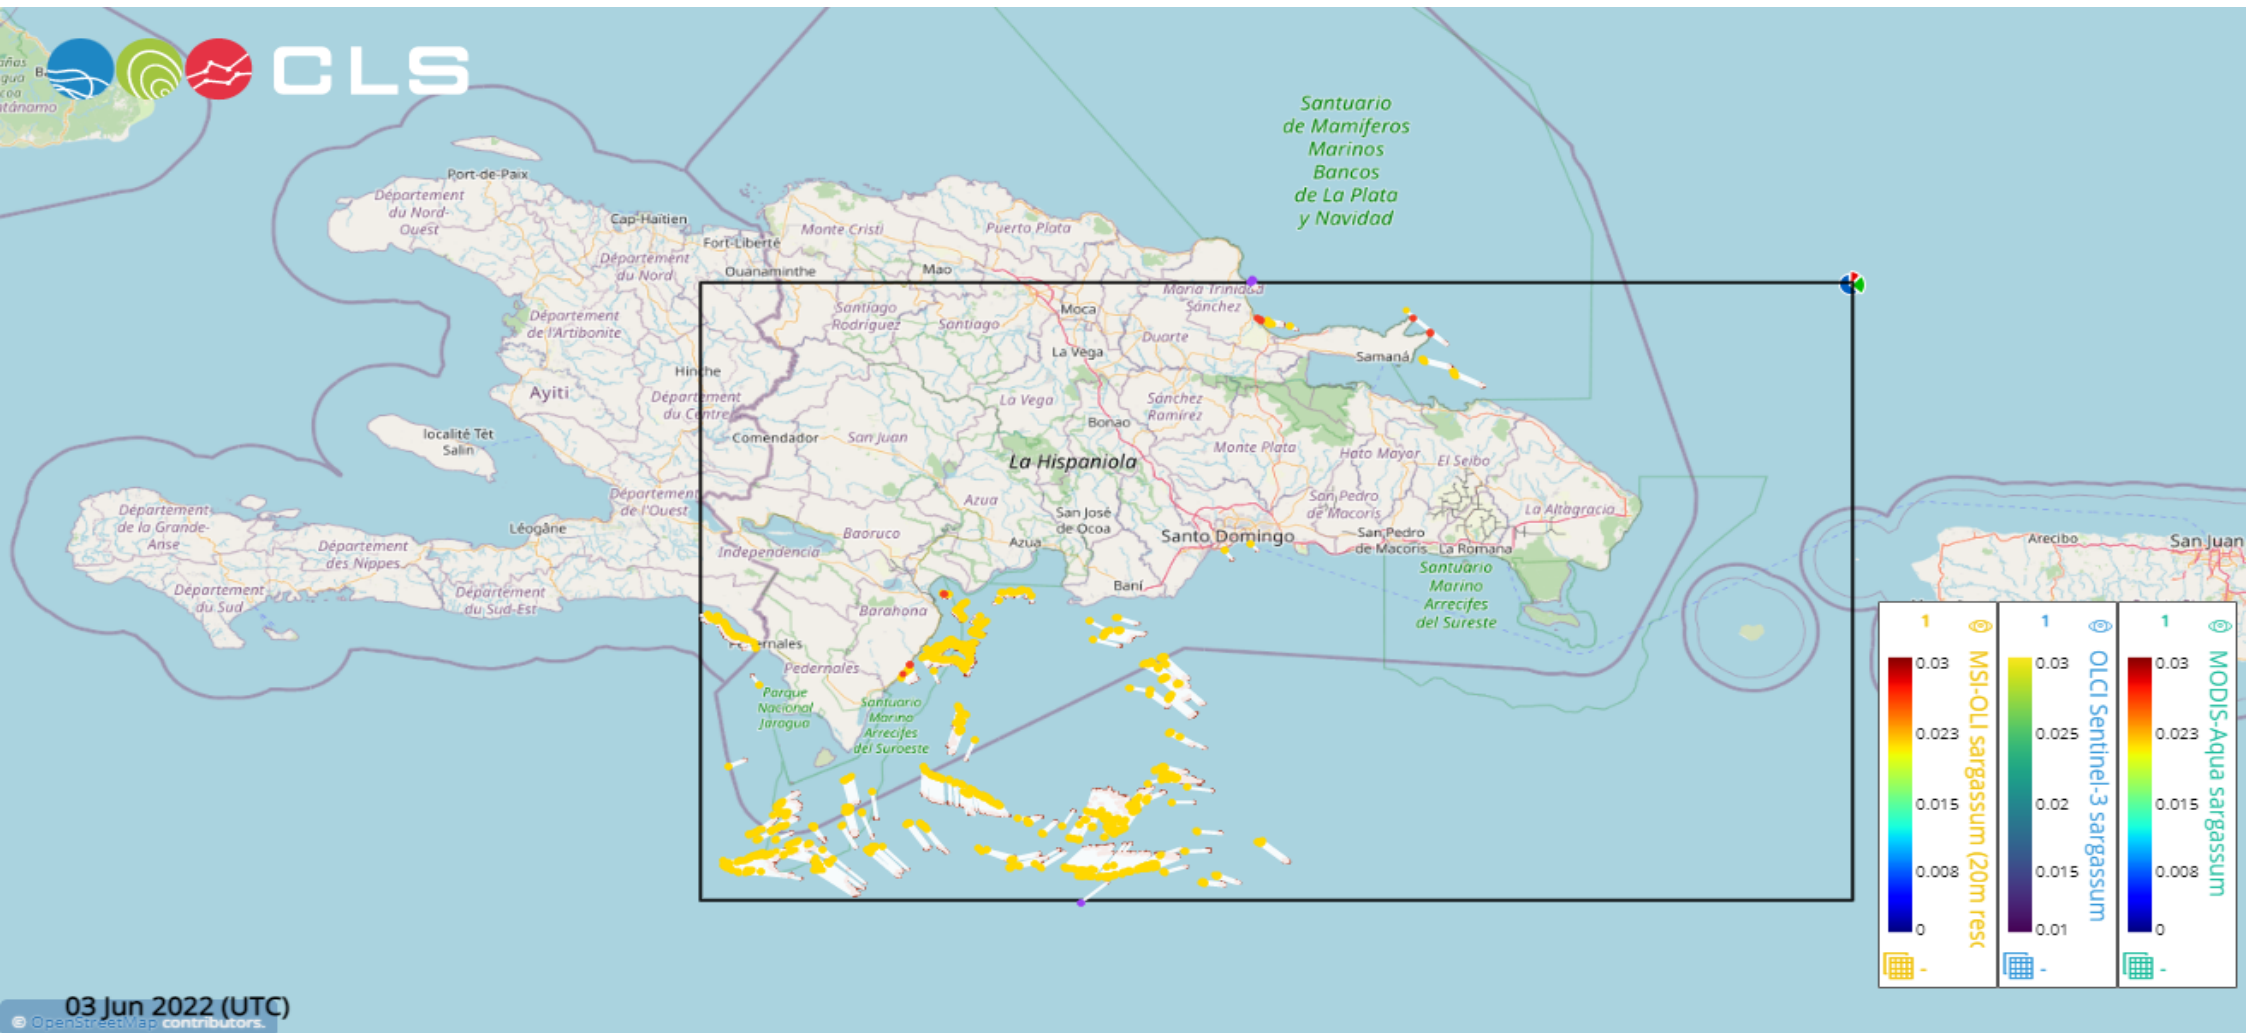 CLS
Santuario
de Mamíferos
Marinos
Bancos
de La Plata
y Navidad
Port-de-Paix
Département
du Nord-
Ouest
Cap-Haïtien
Fort-Liberté
Monte Cristi
Puerto Plata
Département
du Nord
Ouanaminthe
Mao
María Trinidad
Sánchez
Département
de l'Artibonite
Santiago
Rodríguez
Santiago
Moca
Duarte
La Vega
Samaná
Hinche
Ayiti
Département
du Centre
La Vega
Sánchez
Ramírez
Bonao
localité Tèt
Salin
Comendador
San Juan
Monte Plata
Hato Mayor
El Seibo
La Hispaniola
Département
de l'Ouest
Azua
San Pedro
de Macorís
La Altagracia
Département
de la Grande-
Anse
Léogâne
San José
de Ocoa
Baoruco
Azua
Santo Domingo
San Pedro
de Macorís
La Romana
Arecibo
San Juan
Département
des Nippes
Independencia
Département
du Sud
Département
du Sud-Est
Barahona
Baní
Santuario
Marino
Arrecifes
del Sureste
Pedernales
Parque
Nacional
Jaragua
Santuario
Marino
Arrecifes
del Suroeste
1
0.03
0.023
0.015
0.008
0
MSI-OLI sargassum (20m resc
-
1
0.03
0.025
0.02
0.015
0.01
OLCI Sentinel-3 sargassum
-
1
0.03
0.023
0.015
0.008
0
MODIS-Aqua sargassum
-
03 Jun 2022 (UTC)
© OpenStreetMap contributors.